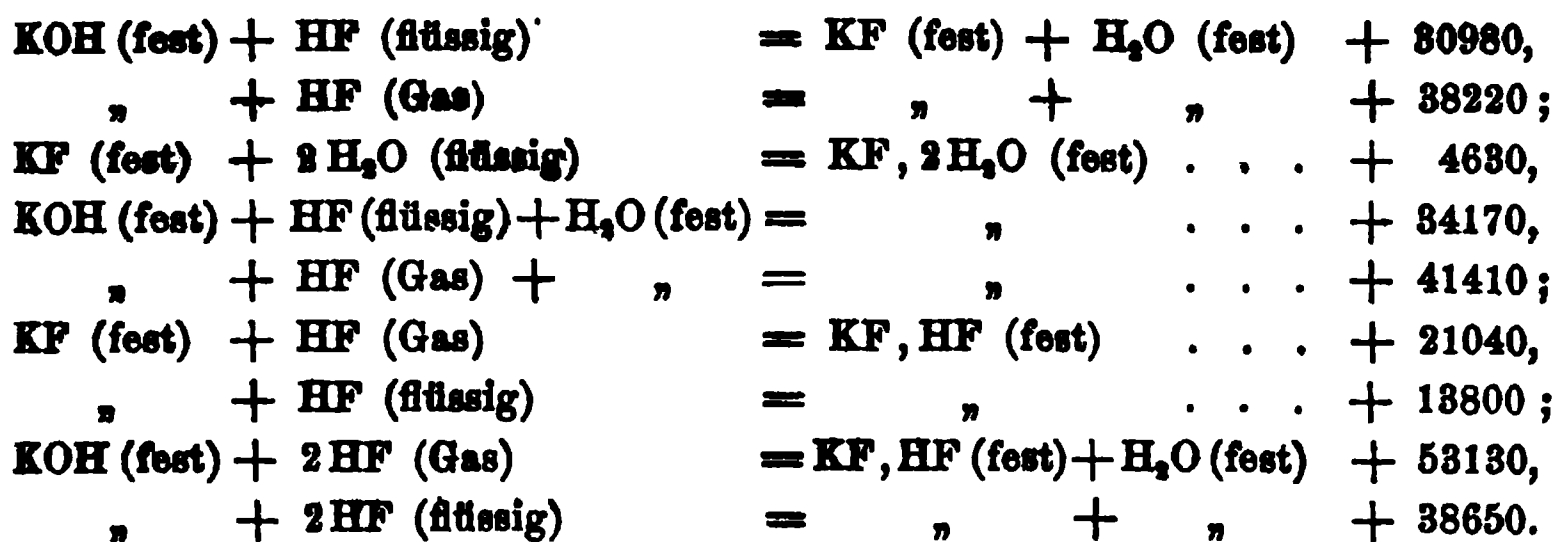 KOH (fest) + HF (flüssig) = KF (fest) + H₂O (fest) + 30980,
„ + HF (Gas) = „ + „ + 38220;
KF (fest) + 2 H₂O (flüssig) = KF, 2 H₂O (fest) . . . + 4630,
KOH (fest) + HF (flüssig) + H₂O (fest) = „ . . . + 34170,
„ + HF (Gas) + „ = „ . . . + 41410;
KF (fest) + HF (Gas) = KF, HF (fest) . . . + 21040,
„ + HF (flüssig) = „ . . . + 13800;
KOH (fest) + 2 HF (Gas) = KF, HF (fest) + H₂O (fest) + 53130,
„ + 2 HF (flüssig) = „ + „ + 38650.